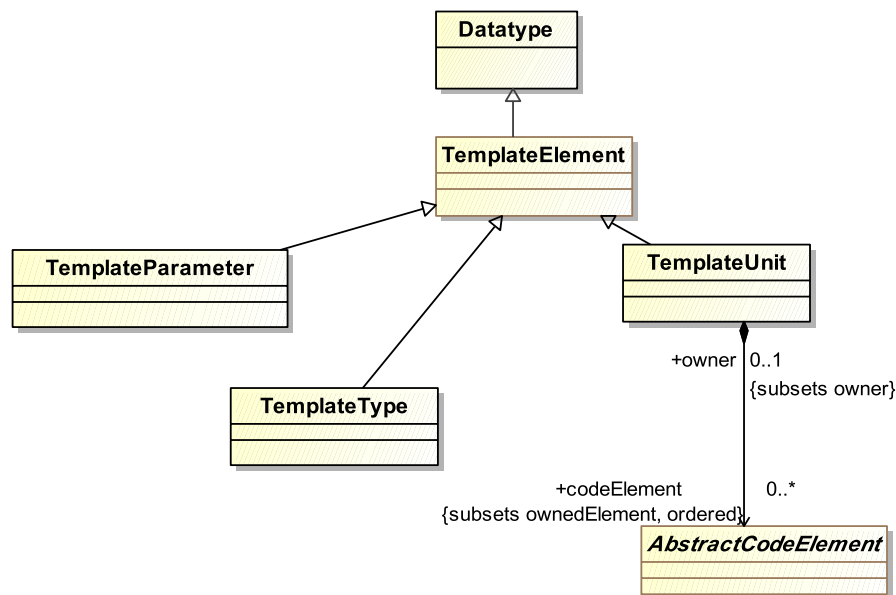 Datatype
TemplateElement
TemplateParameter
TemplateUnit
+owner 0..1
{subsets owner}
TemplateType
+codeElement 0..*
{subsets ownedElement, ordered}
AbstractCodeElement